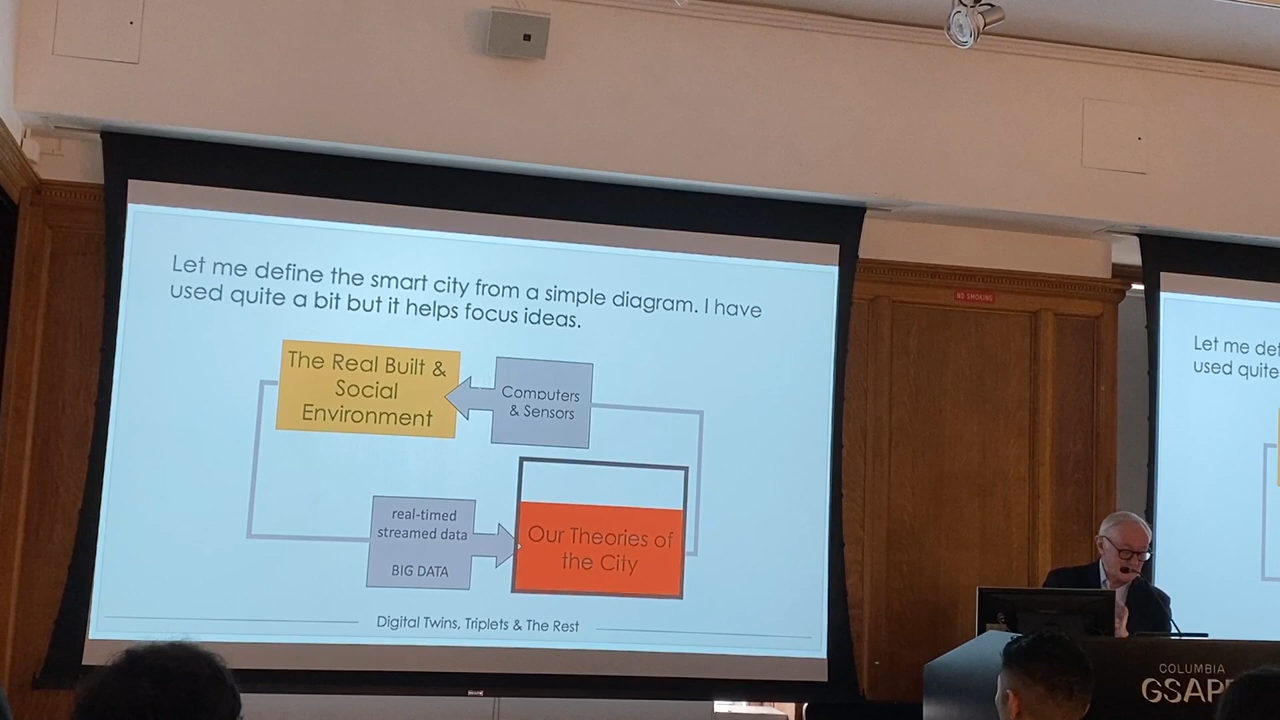 Let me define the smart city from a simple diagram. I have
used quite a bit but it helps focus ideas.
The Real Built &
Social
Environment
Computers
& Sensors
real-timed
streamed data
BIG DATA
Our Theories of
the City
Digital Twins, Triplets & The Rest
NO SMOKING
Let me def
used quite
COLUMBIA
GSAPP